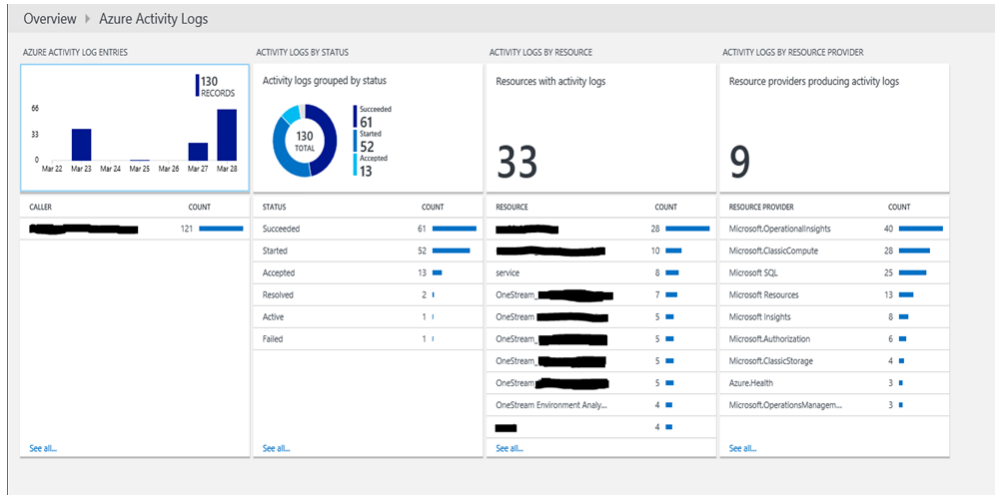 Overview ▸ Azure Activity Logs
AZURE ACTIVITY LOG ENTRIES
130
RECORDS
66
33
0
Mar 22 Mar 23 Mar 24 Mar 25 Mar 26 Mar 27 Mar 28
CALLER COUNT
121
See all...
ACTIVITY LOGS BY STATUS
Activity logs grouped by status
130
TOTAL
Succeeded
61
Started
52
Accepted
13
STATUS COUNT
Succeeded 61
Started 52
Accepted 13
Resolved 2
Active 1
Failed 1
See all...
ACTIVITY LOGS BY RESOURCE
Resources with activity logs
33
RESOURCE COUNT
28
10
service 8
OneStream_ 7
OneStream 5
OneStream_ 5
OneStream_ 5
OneStream 5
OneStream Environment Analy... 4
4
See all...
ACTIVITY LOGS BY RESOURCE PROVIDER
Resource providers producing activity logs
9
RESOURCE PROVIDER COUNT
Microsoft.OperationalInsights 40
Microsoft.ClassicCompute 28
Microsoft SQL 25
Microsoft Resources 13
Microsoft Insights 8
Microsoft.Authorization 6
Microsoft.ClassicStorage 4
Azure.Health 3
Microsoft.OperationsManagem... 3
See all...